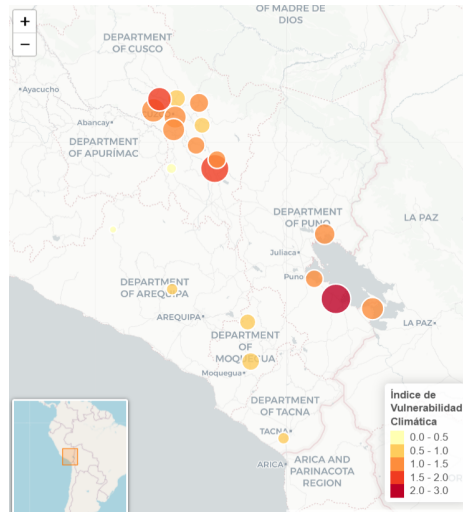 +
−
OF MADRE DE
DIOS
DEPARTMENT
OF CUSCO
Ayacucho
Abancay
DEPARTMENT
OF APURÍMAC
DEPARTMENT
OF PUNO
LA PAZ
Juliaca
Puno
DEPARTMENT
OF AREQUIPA
AREQUIPA
LA PAZ
DEPARTMENT
OF
MOQUEGUA
Moquegua
DEPARTMENT
OF TACNA
TACNA
ARICA
ARICA AND
PARINACOTA
REGION
Índice de
Vulnerabilidad
Climática
0.0 - 0.5
0.5 - 1.0
1.0 - 1.5
1.5 - 2.0
2.0 - 3.0